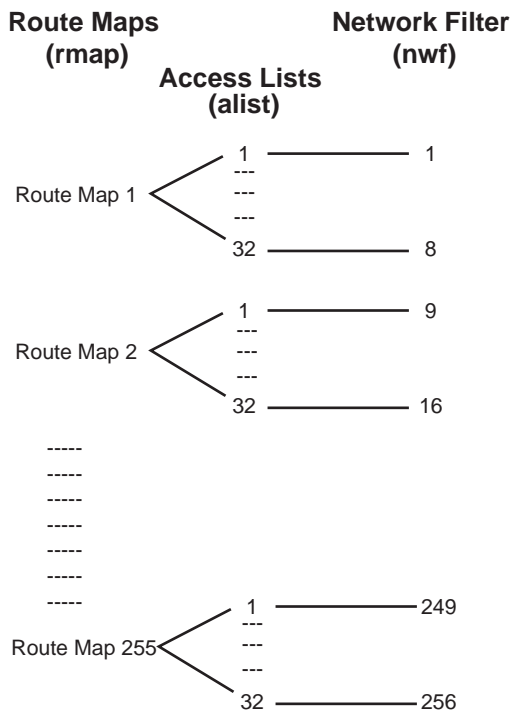 Route Maps
(rmap)
Network Filter
(nwf)
Access Lists
(alist)
1 1
---
Route Map 1 ---
---
32 8
1 9
---
Route Map 2 ---
---
32 16
-----
-----
-----
-----
-----
-----
-----
1 249
---
Route Map 255 ---
---
32 256